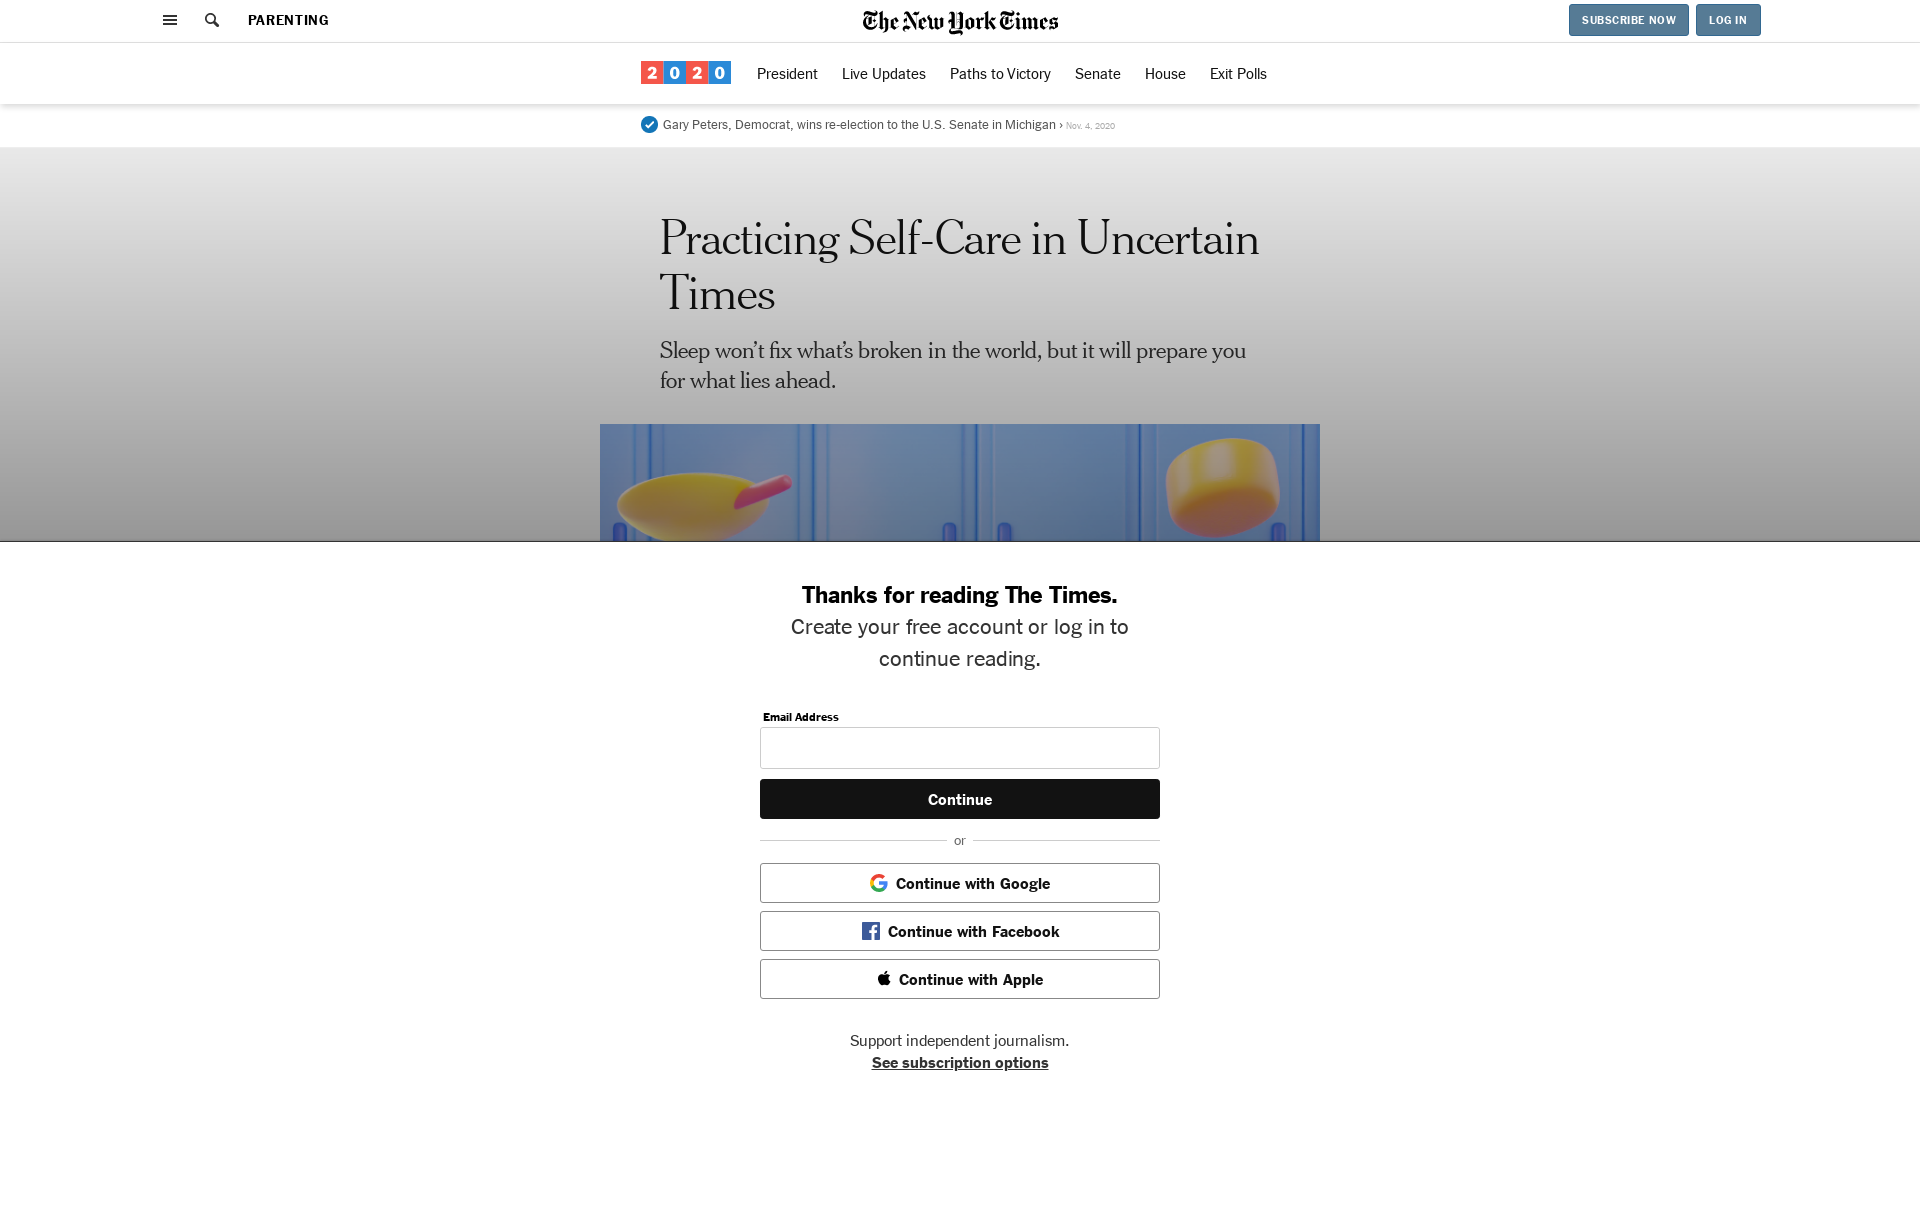 PARENTING
The New York Times
SUBSCRIBE NOW
LOG IN
2020
President
Live Updates
Paths to Victory
Senate
House
Exit Polls
Gary Peters, Democrat, wins re-election to the U.S. Senate in Michigan › Nov. 4, 2020
Practicing Self-Care in Uncertain
Times
Sleep won’t fix what’s broken in the world, but it will prepare you
for what lies ahead.
Thanks for reading The Times.
Create your free account or log in to
continue reading.
Email Address
Continue
or
Continue with Google
Continue with Facebook
Continue with Apple
Support independent journalism.
See subscription options